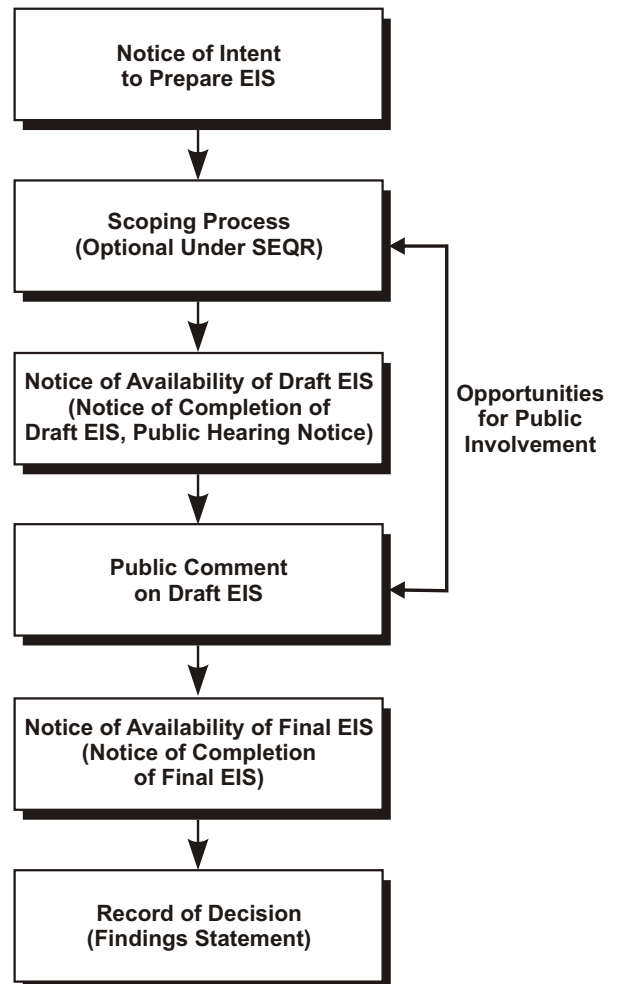 Notice of Intent
to Prepare EIS
Scoping Process
(Optional Under SEQR)
Notice of Availability of Draft EIS
(Notice of Completion of
Draft EIS, Public Hearing Notice)
Opportunities
for Public
Involvement
Public Comment
on Draft EIS
Notice of Availability of Final EIS
(Notice of Completion
of Final EIS)
Record of Decision
(Findings Statement)